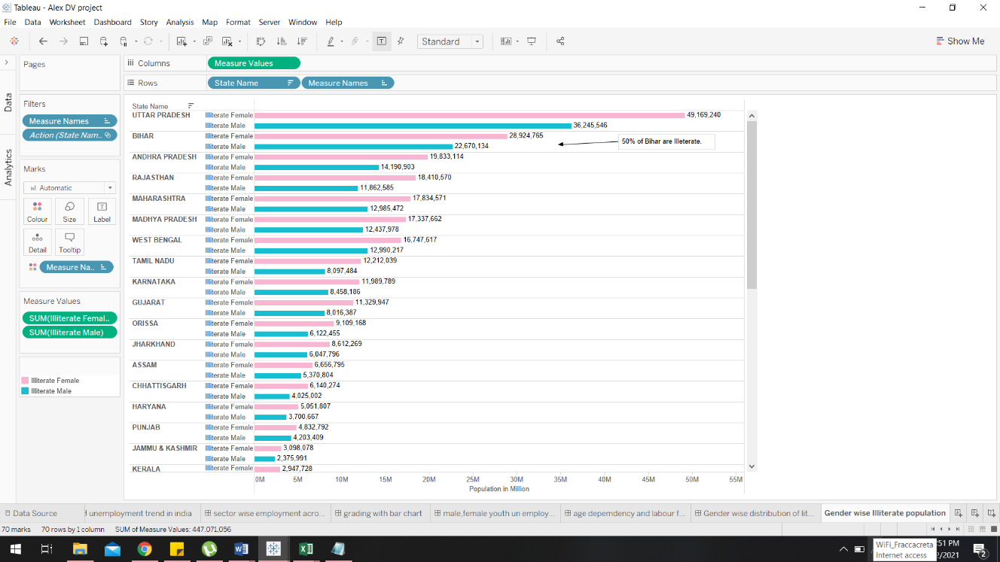 Tableau - Alex DV project
File Data Worksheet Dashboard Story Analysis Map Format Server Window Help
Standard
Show Me
Data
Analytics
Pages
Columns
Measure Values
Rows
State Name
Measure Names
Filters
Measure Names
Action (State Nam..
Marks
Automatic
Colour
Size
Label
Detail
Tooltip
Measure Na..
Measure Values
SUM(Illiterate Femal..
SUM(Illiterate Male)
Illiterate Female
Illiterate Male
State Name
UTTAR PRADESH Illiterate Female 49,169,240
Illiterate Male 36,245,546
BIHAR Illiterate Female 28,924,765
Illiterate Male 22,670,134
50% of Bihar are Illeterate.
ANDHRA PRADESH Illiterate Female 19,833,114
Illiterate Male 14,190,903
RAJASTHAN Illiterate Female 18,410,570
Illiterate Male 11,862,585
MAHARASHTRA Illiterate Female 17,834,571
Illiterate Male 12,985,472
MADHYA PRADESH Illiterate Female 17,337,662
Illiterate Male 12,437,978
WEST BENGAL Illiterate Female 16,747,617
Illiterate Male 12,990,217
TAMIL NADU Illiterate Female 12,212,039
Illiterate Male 8,097,484
KARNATAKA Illiterate Female 11,989,789
Illiterate Male 8,458,186
GUJARAT Illiterate Female 11,329,947
Illiterate Male 8,016,387
ORISSA Illiterate Female 9,109,168
Illiterate Male 6,122,455
JHARKHAND Illiterate Female 8,612,269
Illiterate Male 6,047,796
ASSAM Illiterate Female 6,656,795
Illiterate Male 5,370,804
CHHATTISGARH Illiterate Female 6,140,274
Illiterate Male 4,025,002
HARYANA Illiterate Female 5,051,807
Illiterate Male 3,700,667
PUNJAB Illiterate Female 4,832,792
Illiterate Male 4,203,409
JAMMU & KASHMIR Illiterate Female 3,098,078
Illiterate Male 2,375,991
KERALA Illiterate Female 2,947,728
0M 5M 10M 15M 20M 25M 30M 35M 40M 45M 50M 55M
Population in Million
Data Source
unemployment trend in india
sector wise employment acro...
grading with bar chart
male,female youth un employ...
age depemdency and labour f...
Gender wise distribution of lit...
Gender wise Illiterate population
70 marks 70 rows by 1 column SUM of Measure Values: 447,071,056
WiFi_Fraccacreta
Internet access
:51 PM
/2021
2